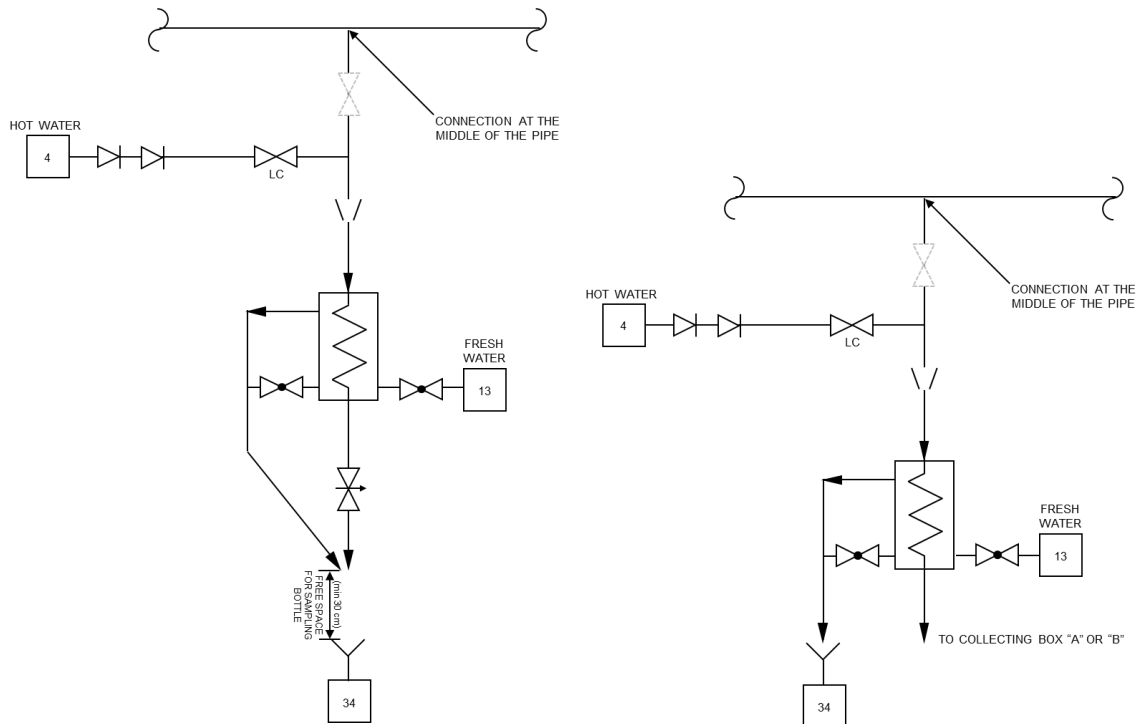 CONNECTION AT THE
MIDDLE OF THE PIPE
HOT WATER
4
LC
FRESH
WATER
13
(min 30 cm)
FREE SPACE
FOR SAMPLING
BOTTLE
34
CONNECTION AT THE
MIDDLE OF THE PIPE
HOT WATER
4
LC
FRESH
WATER
13
TO COLLECTING BOX “A” OR “B”
34